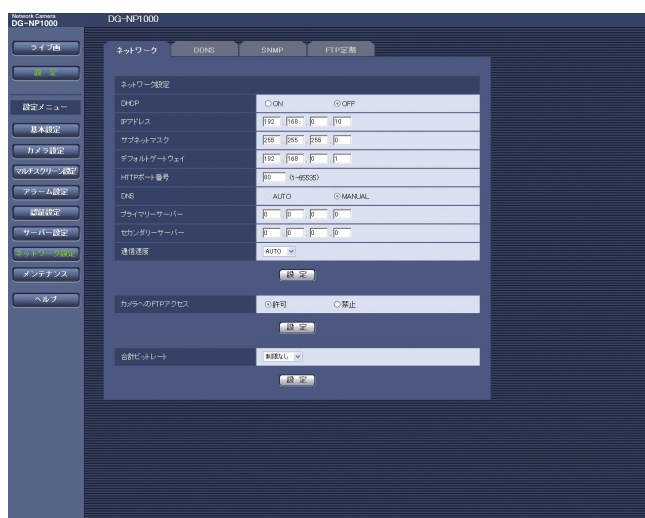 Network Camera
DG-NP1000
DG-NP1000
ライブ画
設 定
設定メニュー
基本設定
カメラ設定
マルチスクリーン設定
アラーム設定
認証設定
サーバー設定
ネットワーク設定
メンテナンス
ヘルプ
ネットワーク DDNS SNMP FTP定期
ネットワーク設定
DHCP ON OFF
IPアドレス 192 . 168 . 0 . 10
サブネットマスク 255 . 255 . 255 . 0
デフォルトゲートウェイ 192 . 168 . 0 . 1
HTTPポート番号 80 (1-65535)
DNS AUTO MANUAL
プライマリーサーバー 0 . 0 . 0 . 0
セカンダリーサーバー 0 . 0 . 0 . 0
通信速度 AUTO
設 定
カメラへのFTPアクセス 許可 禁止
設 定
合計ビットレート 制限なし
設 定